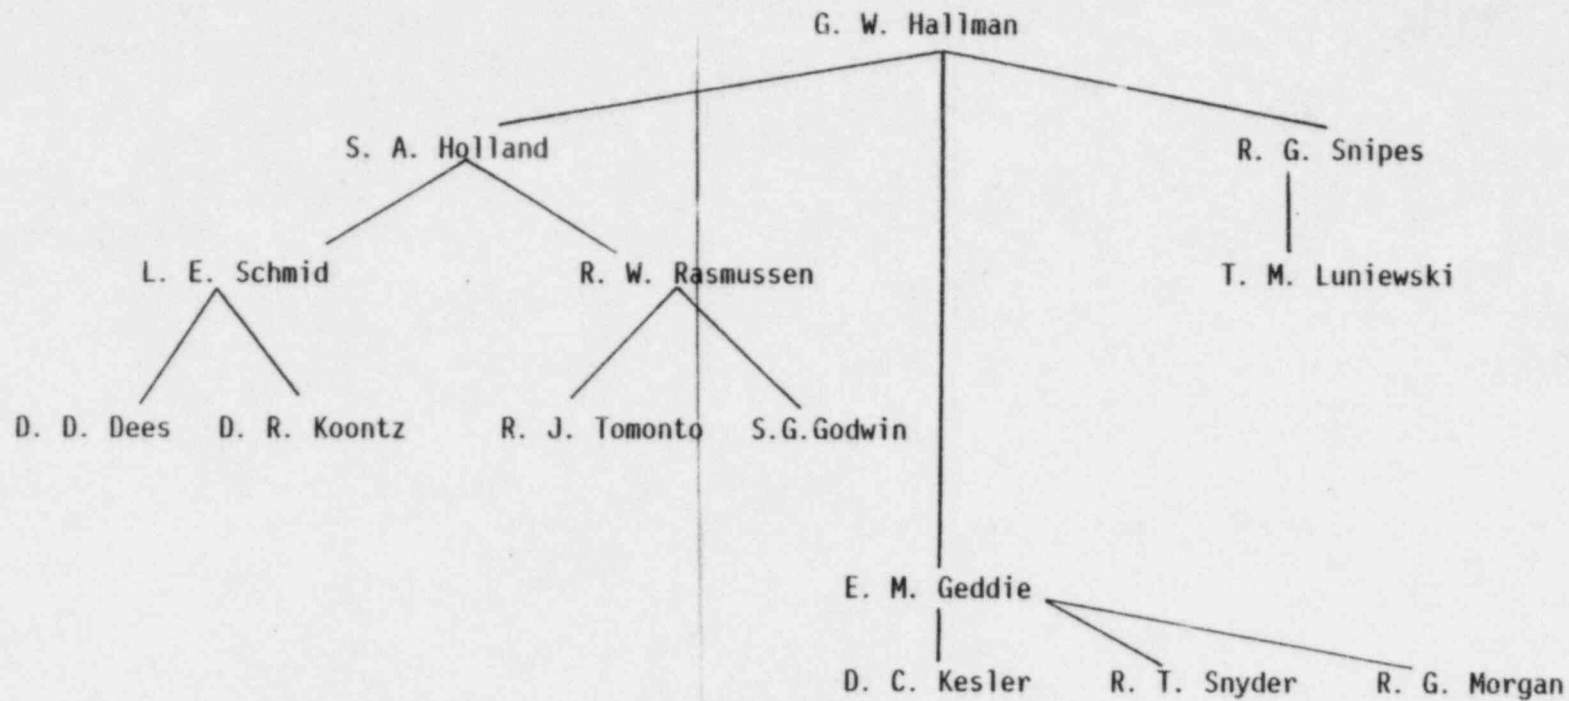 G. W. Hallman
S. A. Holland
R. G. Snipes
L. E. Schmid
R. W. Rasmussen
T. M. Luniewski
D. D. Dees
D. R. Koontz
R. J. Tomonto
S.G.Godwin
E. M. Geddie
D. C. Kesler
R. T. Snyder
R. G. Morgan